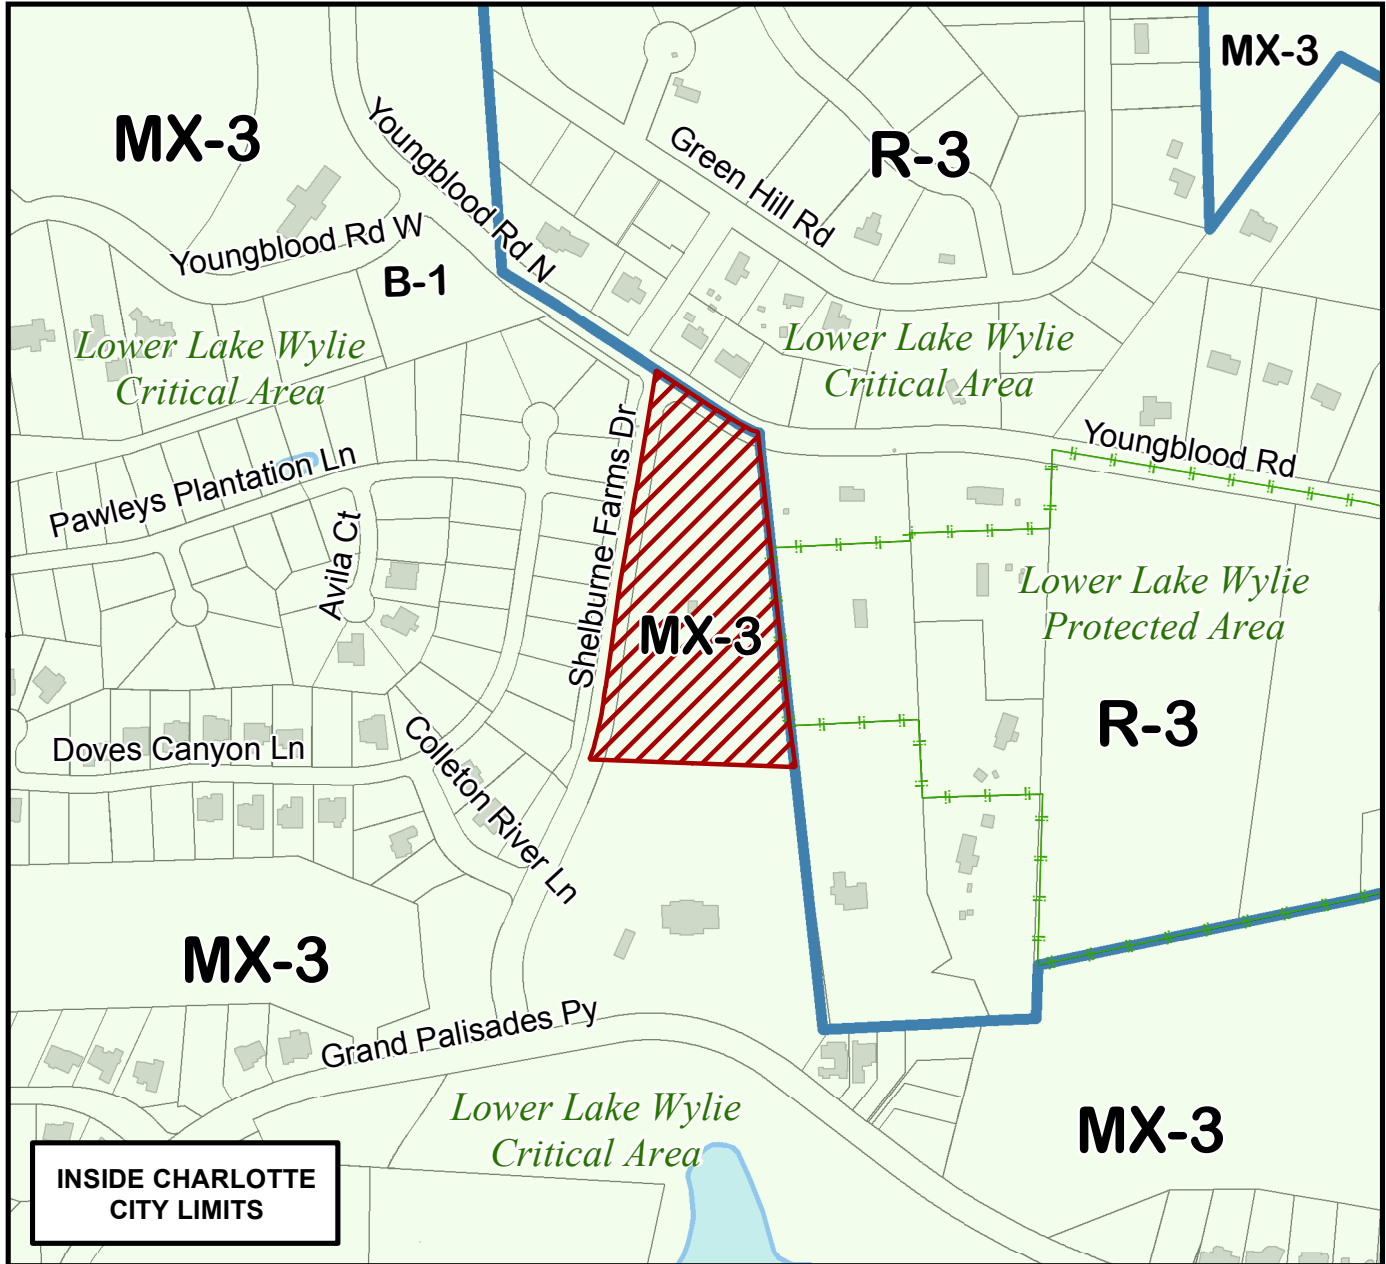 MX-3
MX-3
R-3
Youngblood Rd N
Green Hill Rd
Youngblood Rd W
B-1
Lower Lake Wylie
Critical Area
Lower Lake Wylie
Critical Area
Shelburne Farms Dr
Youngblood Rd
Pawleys Plantation Ln
Avila Ct
Lower Lake Wylie
Protected Area
MX-3
R-3
Doves Canyon Ln
Colleton River Ln
MX-3
Grand Palisades Py
Lower Lake Wylie
Critical Area
MX-3
INSIDE CHARLOTTE
CITY LIMITS